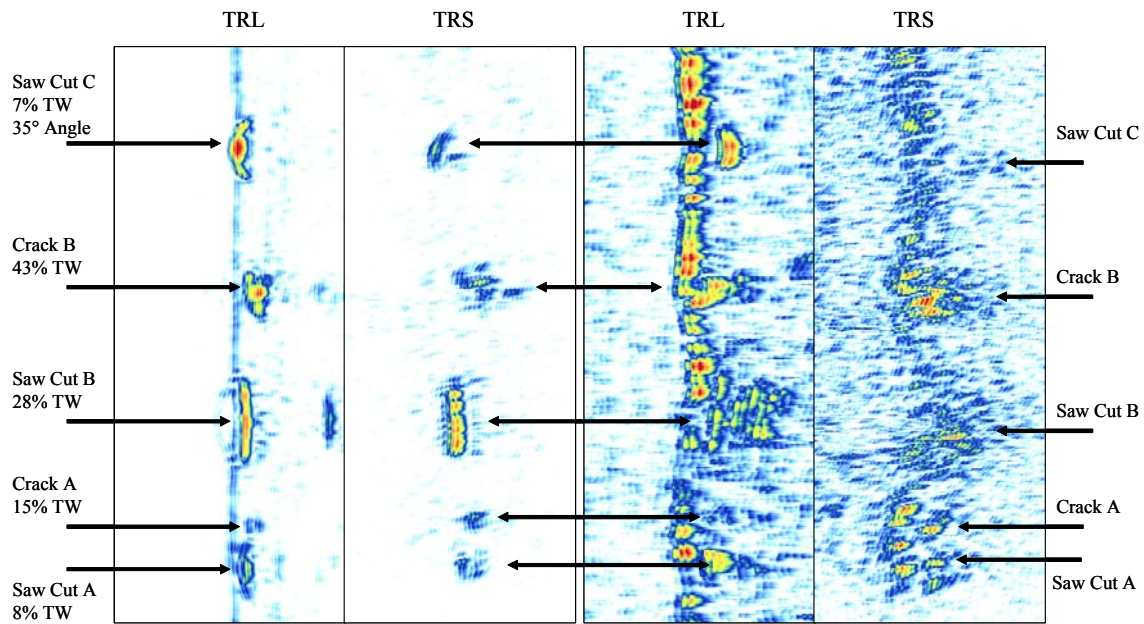 TRL
TRS
TRL
TRS
Saw Cut C
7% TW
35° Angle
Crack B
43% TW
Saw Cut B
28% TW
Crack A
15% TW
Saw Cut A
8% TW
Saw Cut C
Crack B
Saw Cut B
Crack A
Saw Cut A